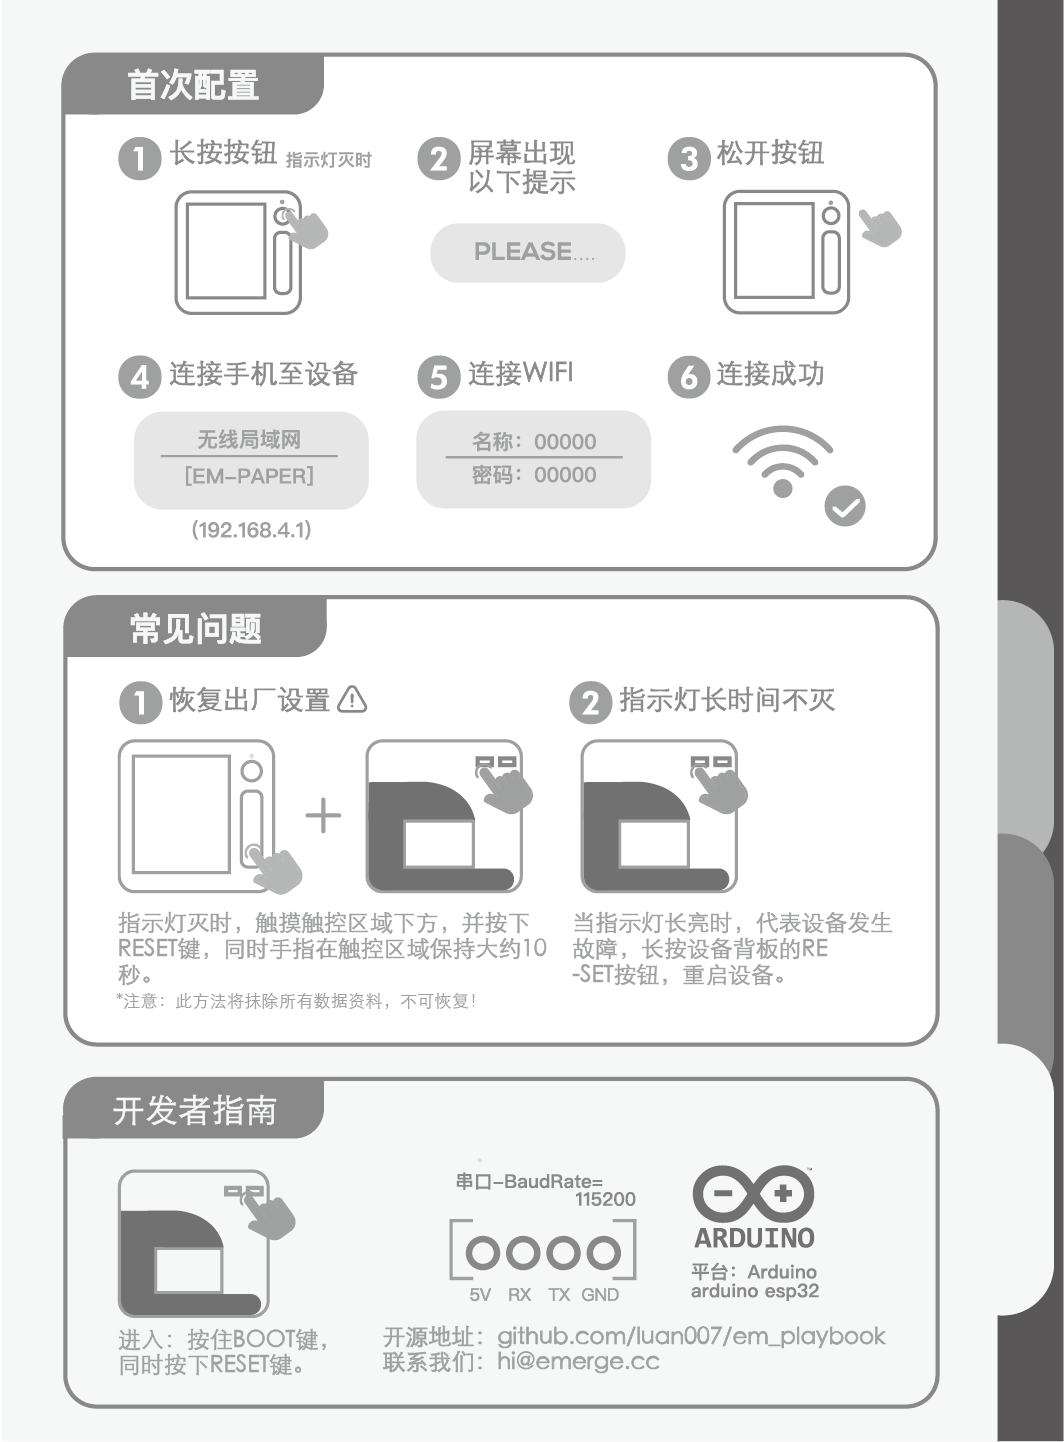 首次配置
1 长按按钮 指示灯灭时
2 屏幕出现
以下提示
3 松开按钮
PLEASE....
4 连接手机至设备
5 连接WIFI
6 连接成功
无线局域网
[EM-PAPER]
(192.168.4.1)
名称：00000
密码：00000
常见问题
1 恢复出厂设置
2 指示灯长时间不灭
指示灯灭时，触摸触控区域下方，并按下
RESET键，同时手指在触控区域保持大约10
秒。
*注意：此方法将抹除所有数据资料，不可恢复！
当指示灯长亮时，代表设备发生
故障，长按设备背板的RE
-SET按钮，重启设备。
开发者指南
进入：按住BOOT键，
同时按下RESET键。
串口-BaudRate=
115200
5V RX TX GND
ARDUINO
平台：Arduino
arduino esp32
开源地址：github.com/luan007/em_playbook
联系我们：hi@emerge.cc